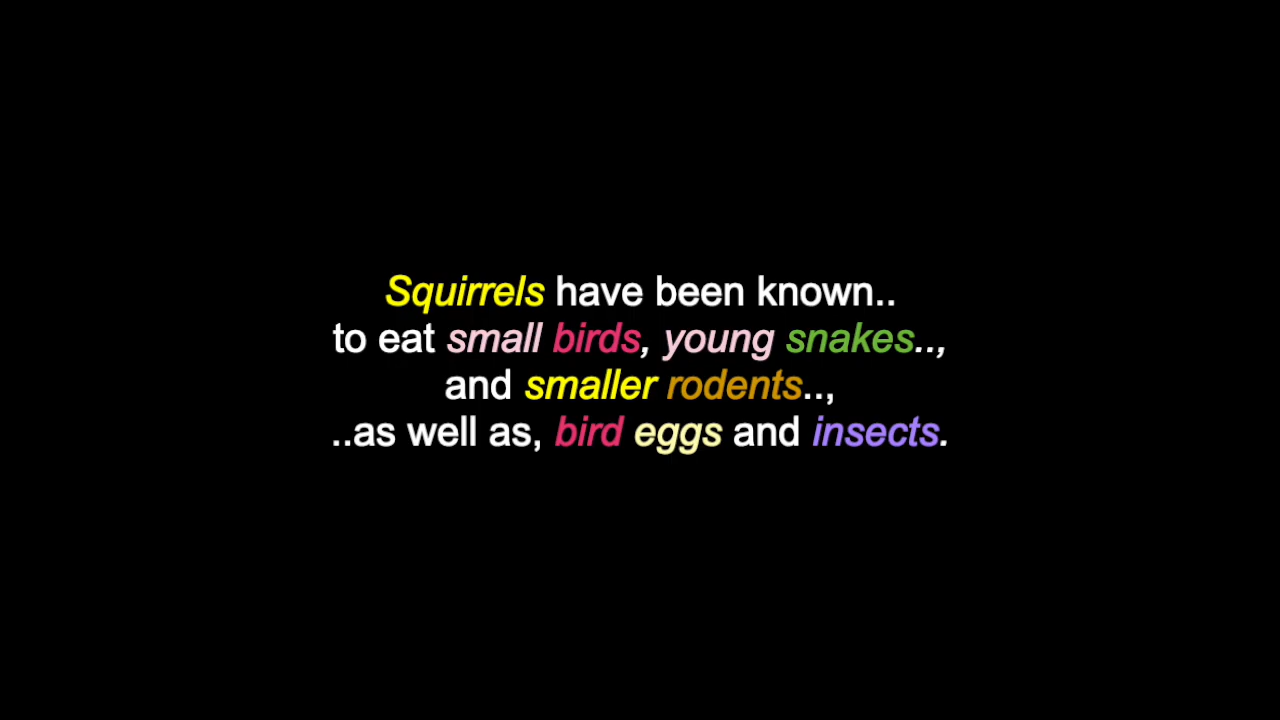 Squirrels have been known..
to eat small birds, young snakes..,
and smaller rodents..,
..as well as, bird eggs and insects.